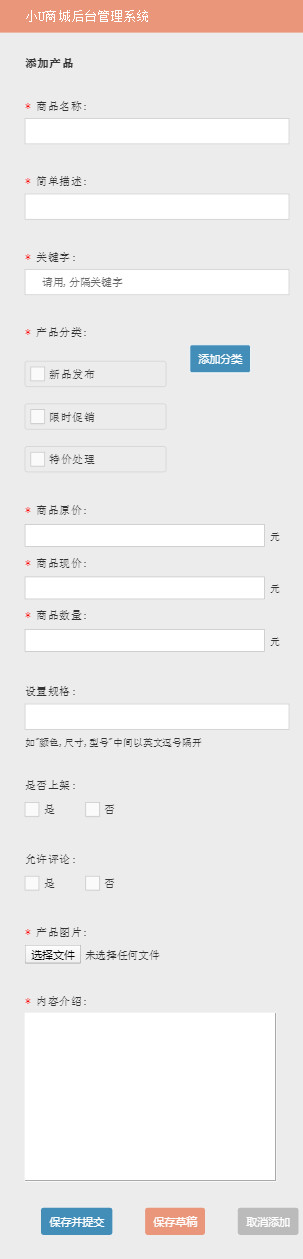 小U商城后台管理系统
添加产品
* 商品名称:
* 简单描述:
* 关键字:
请用,分隔关键字
* 产品分类:
添加分类
新品发布
限时促销
特价处理
* 商品原价:
元
* 商品现价:
元
* 商品数量:
元
设置规格:
如"颜色,尺寸,型号"中间以英文逗号隔开
是否上架:
是 否
允许评论:
是 否
* 产品图片:
选择文件 未选择任何文件
* 内容介绍:
保存并提交 保存草稿 取消添加